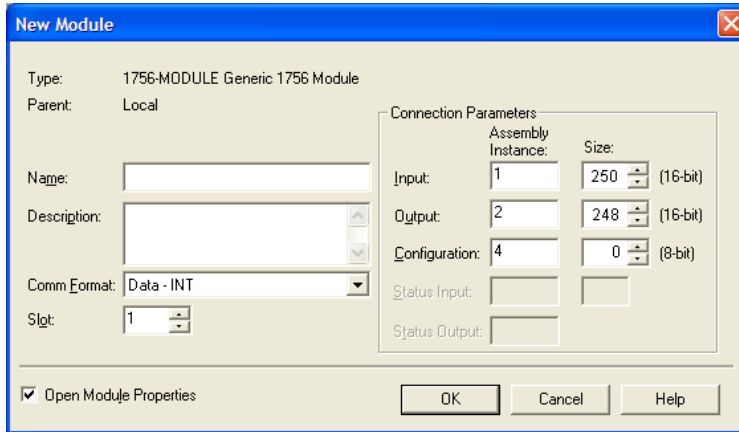 New Module
Type: 1756-MODULE Generic 1756 Module
Parent: Local
Name:
Description:
Comm Format: Data - INT
Slot: 1
Connection Parameters
Assembly Instance: Size:
Input: 1 250 (16-bit)
Output: 2 248 (16-bit)
Configuration: 4 0 (8-bit)
Status Input:
Status Output:
Open Module Properties
OK Cancel Help